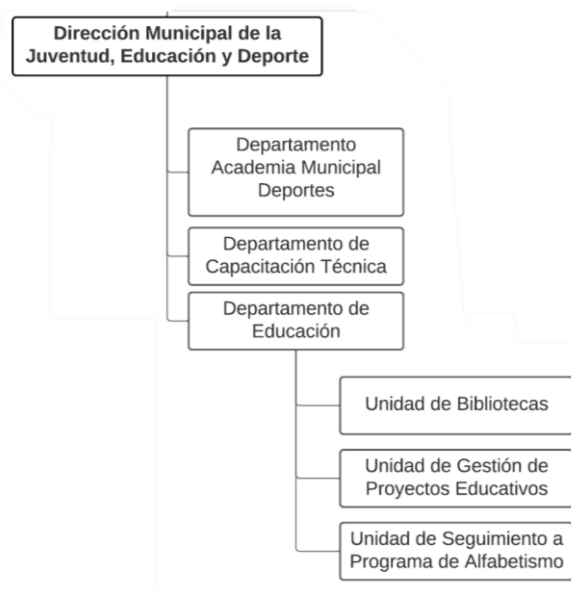 Dirección Municipal de la
Juventud, Educación y Deporte
Departamento
Academia Municipal
Deportes
Departamento de
Capacitación Técnica
Departamento de
Educación
Unidad de Bibliotecas
Unidad de Gestión de
Proyectos Educativos
Unidad de Seguimiento a
Programa de Alfabetismo